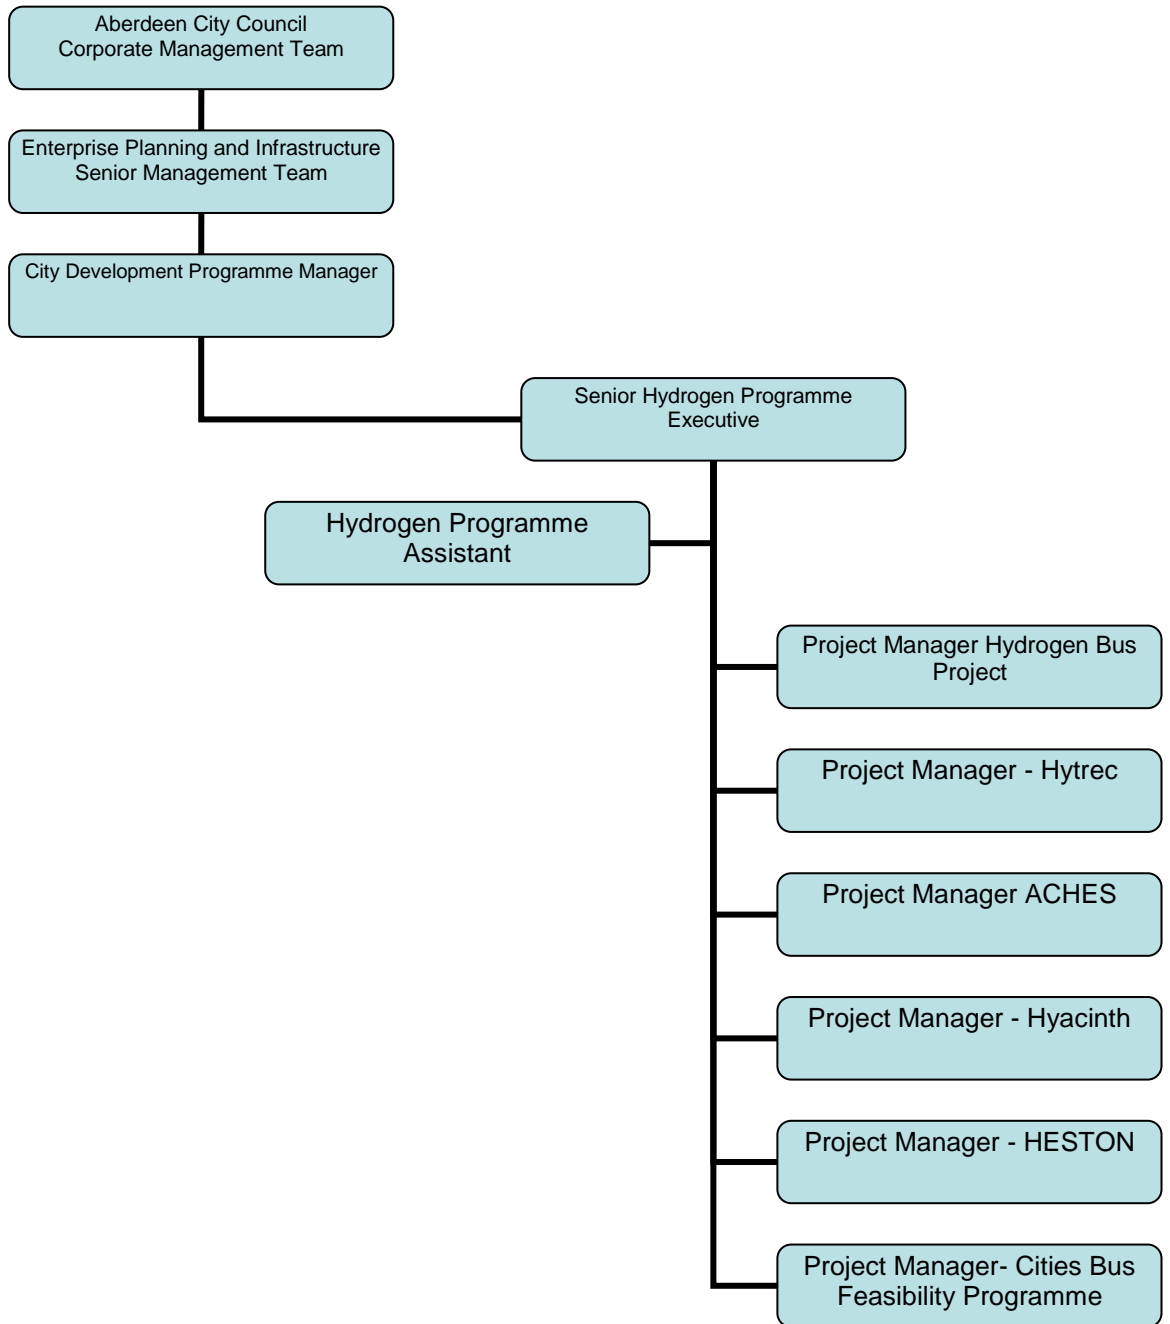 Aberdeen City Council
Corporate Management Team
Enterprise Planning and Infrastructure
Senior Management Team
City Development Programme Manager
Senior Hydrogen Programme
Executive
Hydrogen Programme
Assistant
Project Manager Hydrogen Bus
Project
Project Manager - Hytrec
Project Manager ACHES
Project Manager - Hyacinth
Project Manager - HESTON
Project Manager- Cities Bus
Feasibility Programme